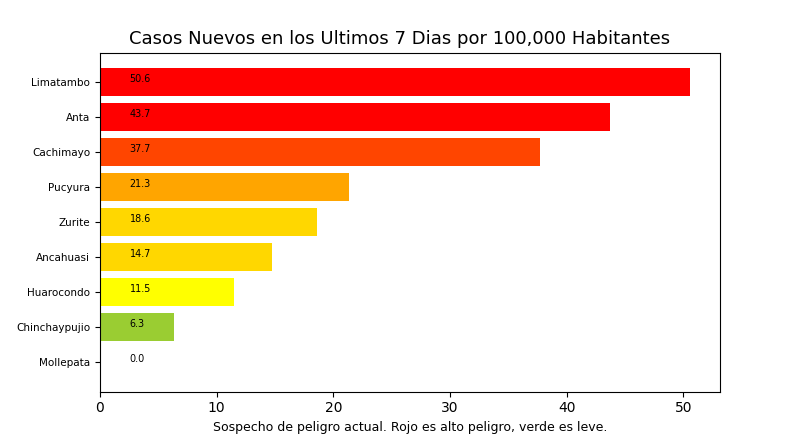 Casos Nuevos en los Ultimos 7 Dias por 100,000 Habitantes
Limatambo 50.6
Anta 43.7
Cachimayo 37.7
Pucyura 21.3
Zurite 18.6
Ancahuasi 14.7
Huarocondo 11.5
Chinchaypujio 6.3
Mollepata 0.0
0 10 20 30 40 50
Sospecho de peligro actual. Rojo es alto peligro, verde es leve.